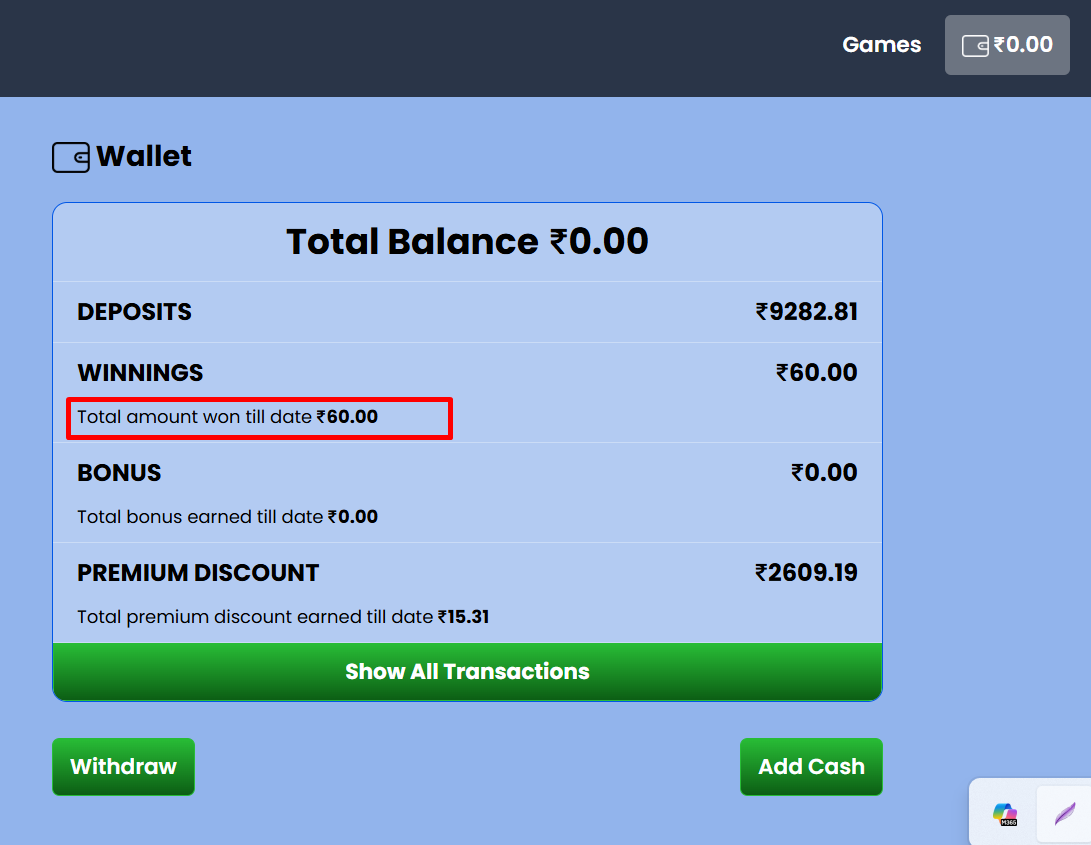 Games ₹0.00
Wallet
Total Balance ₹0.00
DEPOSITS ₹9282.81
WINNINGS ₹60.00
Total amount won till date ₹60.00
BONUS ₹0.00
Total bonus earned till date ₹0.00
PREMIUM DISCOUNT ₹2609.19
Total premium discount earned till date ₹15.31
Show All Transactions
Withdraw Add Cash
M365